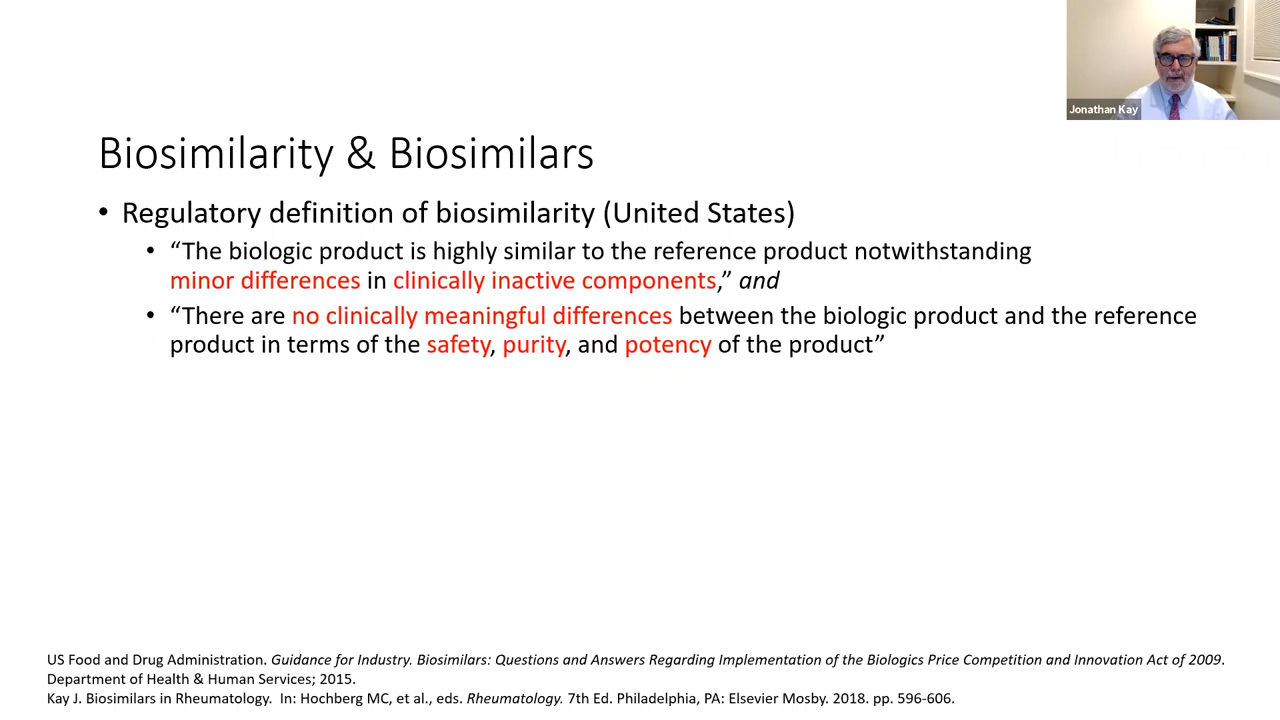 Jonathan Kay
Biosimilarity & Biosimilars
• Regulatory definition of biosimilarity (United States)
• “The biologic product is highly similar to the reference product notwithstanding
minor differences in clinically inactive components,” and
• “There are no clinically meaningful differences between the biologic product and the reference
product in terms of the safety, purity, and potency of the product”
US Food and Drug Administration. Guidance for Industry. Biosimilars: Questions and Answers Regarding Implementation of the Biologics Price Competition and Innovation Act of 2009.
Department of Health & Human Services; 2015.
Kay J. Biosimilars in Rheumatology. In: Hochberg MC, et al., eds. Rheumatology. 7th Ed. Philadelphia, PA: Elsevier Mosby. 2018. pp. 596-606.